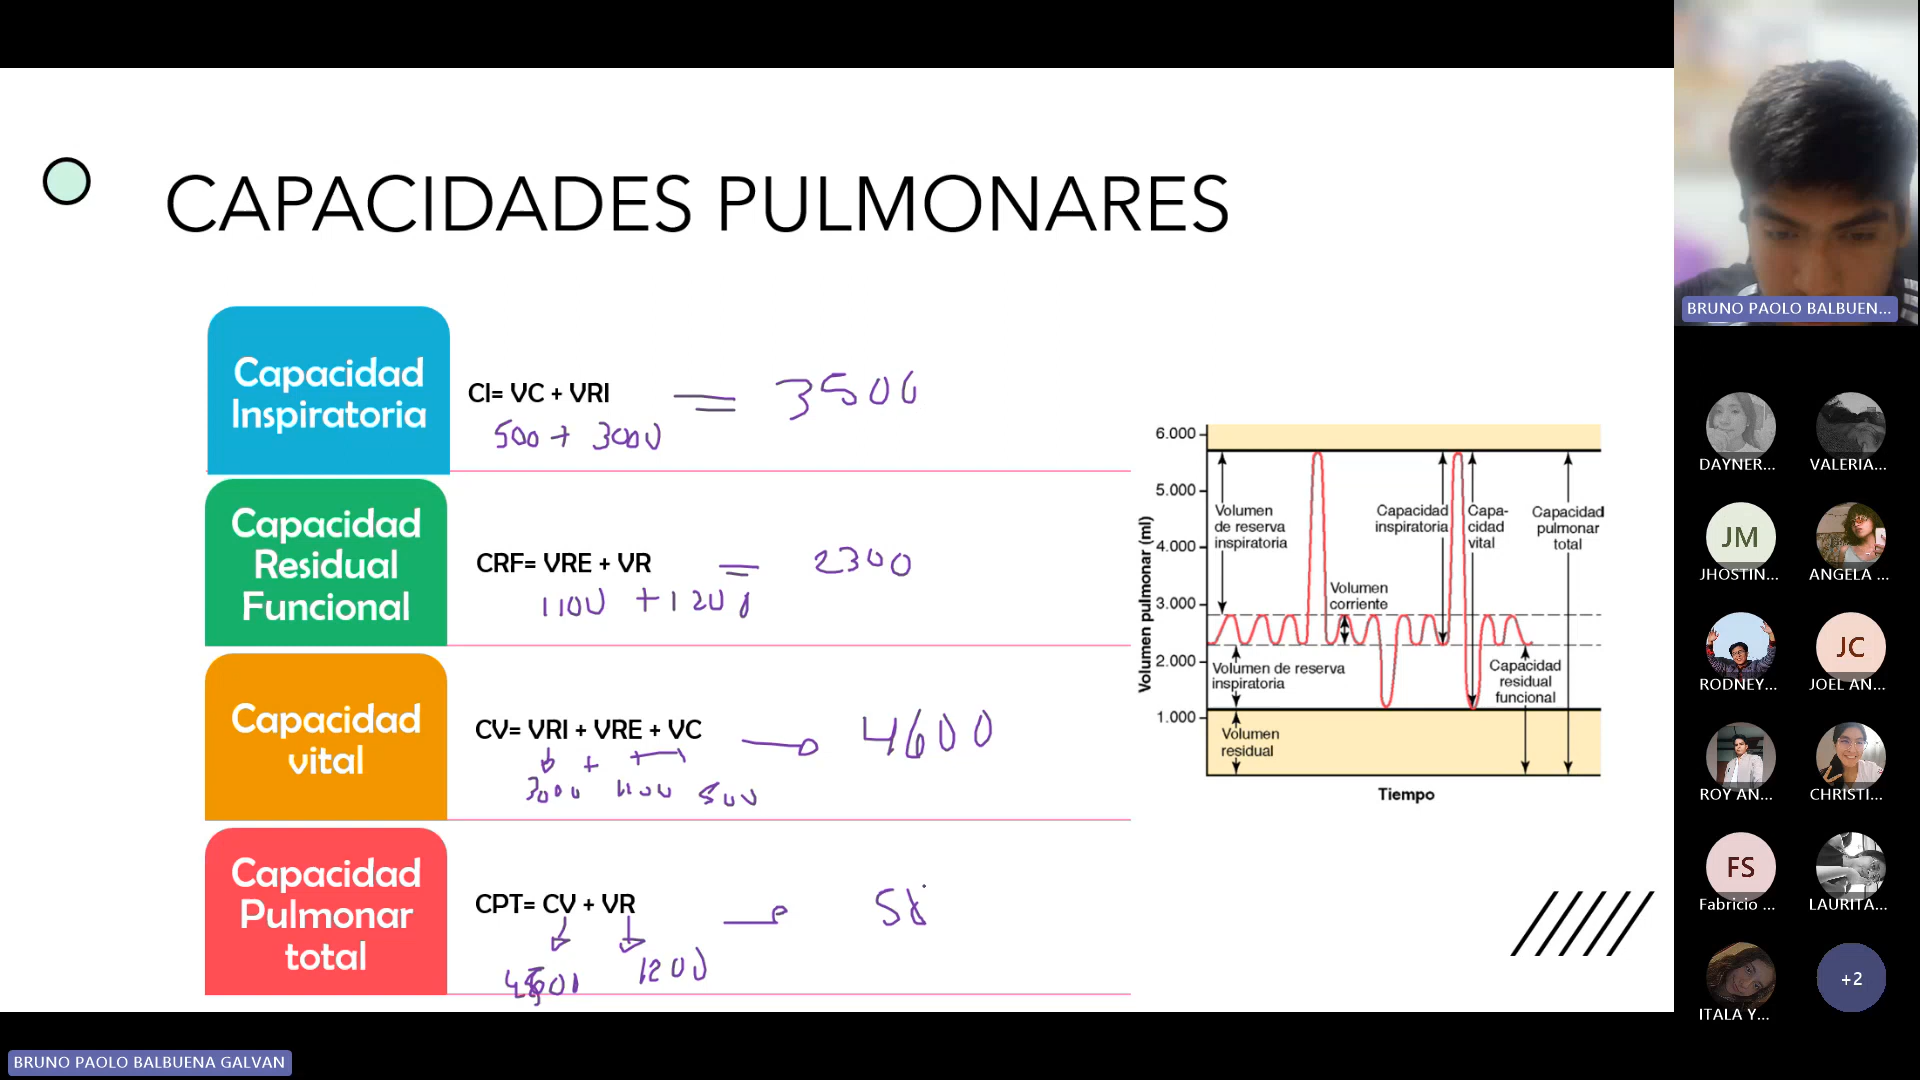 CAPACIDADES PULMONARES
Capacidad
Inspiratoria
CI= VC + VRI = 3500
500 + 3000
Capacidad
Residual
Funcional
CRF= VRE + VR = 2300
1100 + 1200
Capacidad
vital
CV= VRI + VRE + VC 4600
+
3000 1100 500
Capacidad
Pulmonar
total
CPT= CV + VR
1200
Volumen pulmonar (ml)
6.000
5.000
4.000
3.000
2.000
1.000
Volumen
de reserva
inspiratoria
Capacidad
inspiratoria
Capa-
cidad
vital
Capacidad
pulmonar
total
Volumen
corriente
Volumen de reserva
inspiratoria
Capacidad
residual
funcional
Volumen
residual
Tiempo
BRUNO PAOLO BALBUEN...
DAYNER...
VALERIA...
JM
JHOSTIN...
ANGELA ...
RODNEY...
JC
JOEL AN...
ROY AN...
CHRISTI...
FS
Fabricio ...
LAURITA...
ITALA Y...
+2
BRUNO PAOLO BALBUENA GALVAN